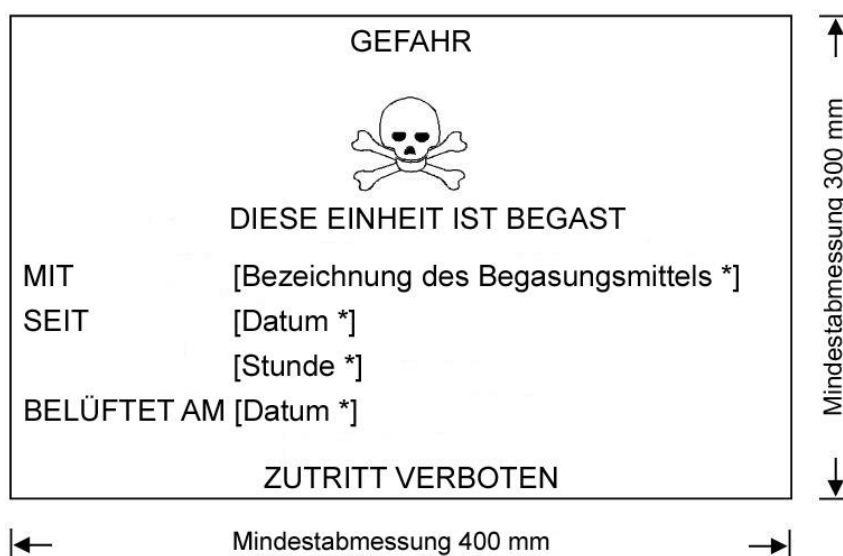 GEFAHR
DIESE EINHEIT IST BEGAST
MIT [Bezeichnung des Begasungsmittels *]
SEIT [Datum *]
[Stunde *]
BELÜFTET AM [Datum *]
ZUTRITT VERBOTEN
Mindestabmessung 400 mm
Mindestabmessung 300 mm